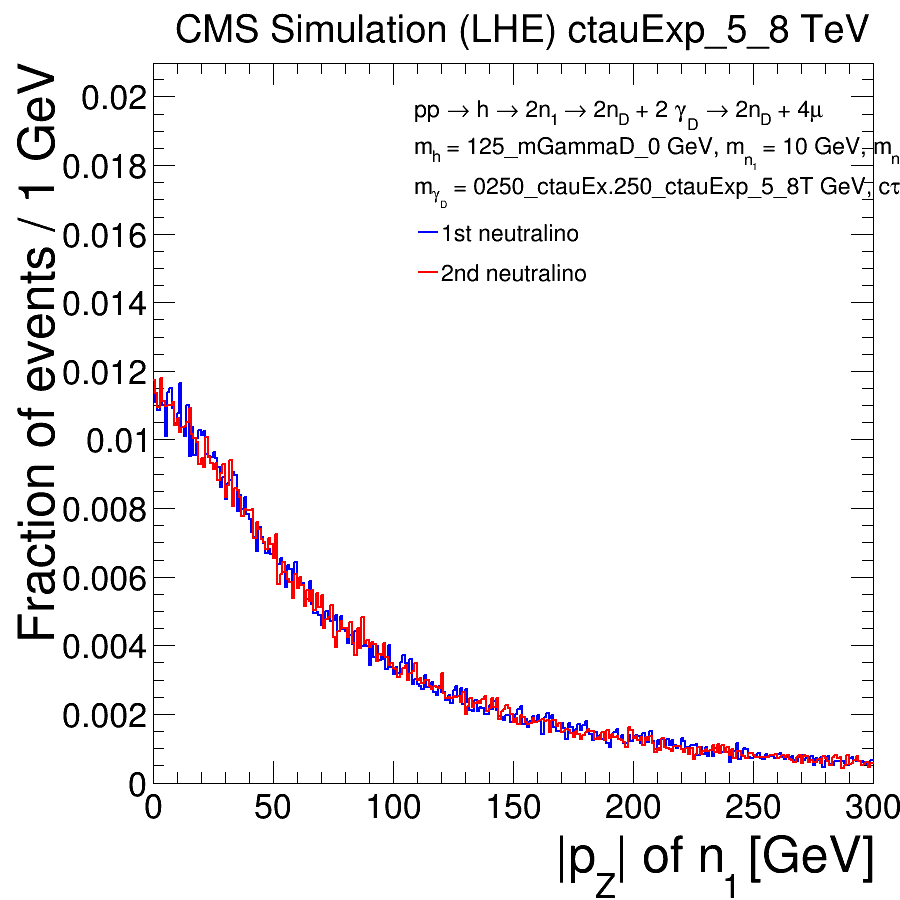 CMS Simulation (LHE) ctauExp_5_8 TeV
pp → h → 2n1 → 2nD + 2 γD → 2nD + 4μ
mh = 125_mGammaD_0 GeV, mn1 = 10 GeV, mn
mγD = 0250_ctauEx.250_ctauExp_5_8T GeV, cτ
1st neutralino
2nd neutralino
Fraction of events / 1 GeV
0.02
0.018
0.016
0.014
0.012
0.01
0.008
0.006
0.004
0.002
0
0 50 100 150 200 250 300
|pZ| of n1 [GeV]